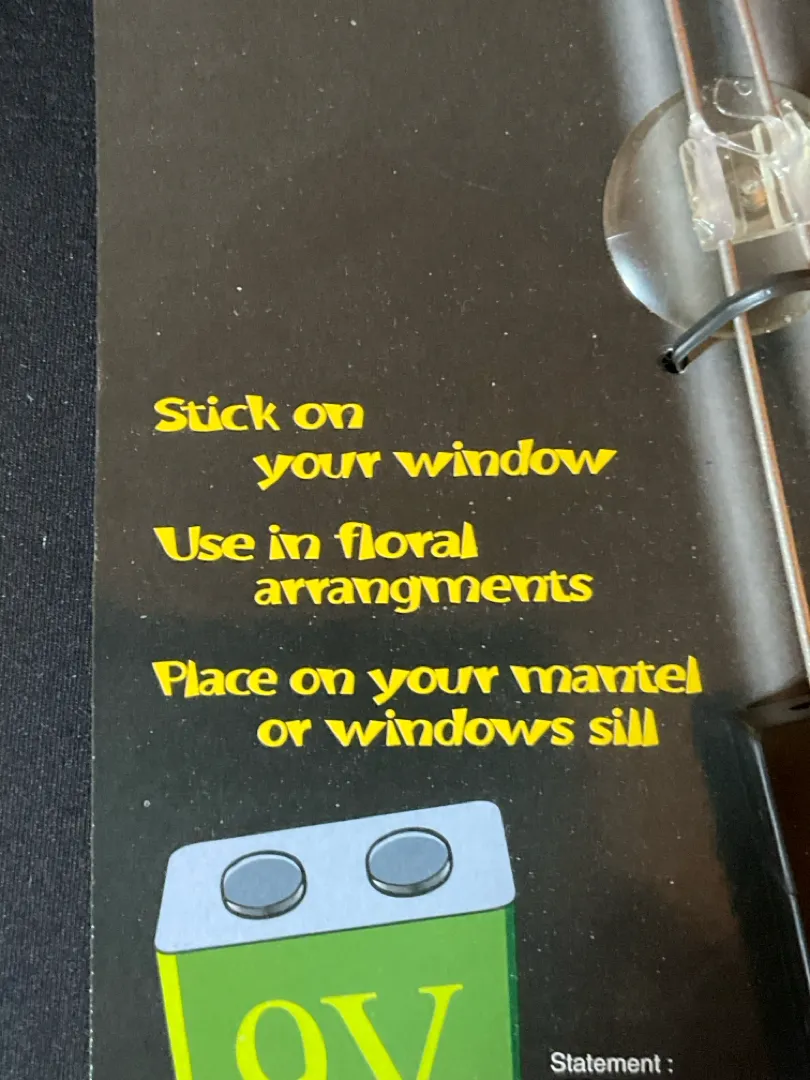 Stick on
your window
Use in floral
arrangments
Place on your mantel
or windows sill
9V
Statement :